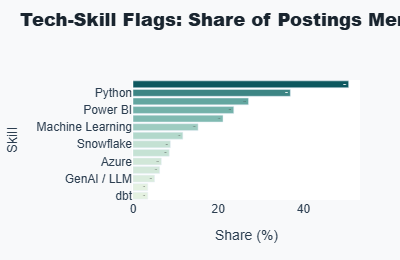 Tech-Skill Flags: Share of Postings Mer
Skill
Python
Power BI
Machine Learning
Snowflake
Azure
GenAI / LLM
dbt
0 20 40
Share (%)